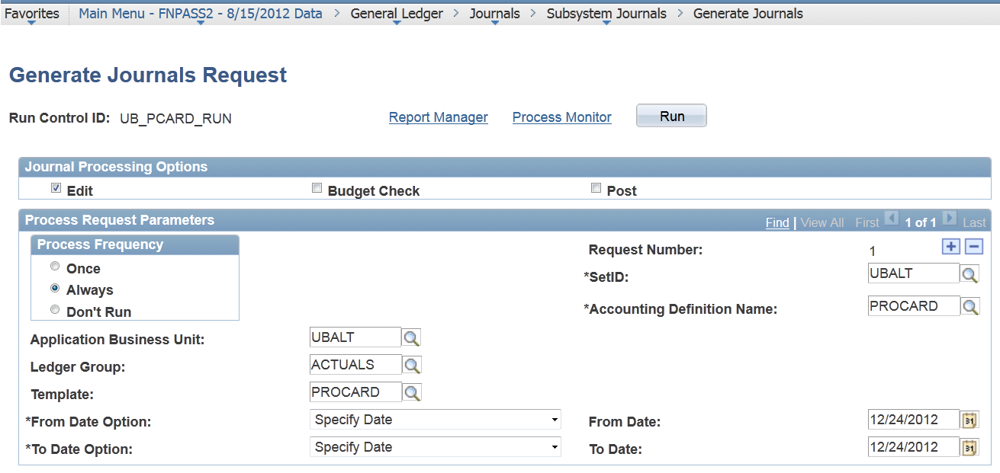 Favorites Main Menu - FNPASS2 - 8/15/2012 Data > General Ledger > Journals > Subsystem Journals > Generate Journals
Generate Journals Request
Run Control ID: UB_PCARD_RUN Report Manager Process Monitor Run
Journal Processing Options
Edit Budget Check Post
Process Request Parameters Find | View All First 1 of 1 Last
Process Frequency
Once
Always
Don't Run
Request Number: 1
*SetID: UBALT
*Accounting Definition Name: PROCARD
Application Business Unit: UBALT
Ledger Group: ACTUALS
Template: PROCARD
*From Date Option: Specify Date From Date: 12/24/2012 31
*To Date Option: Specify Date To Date: 12/24/2012 31